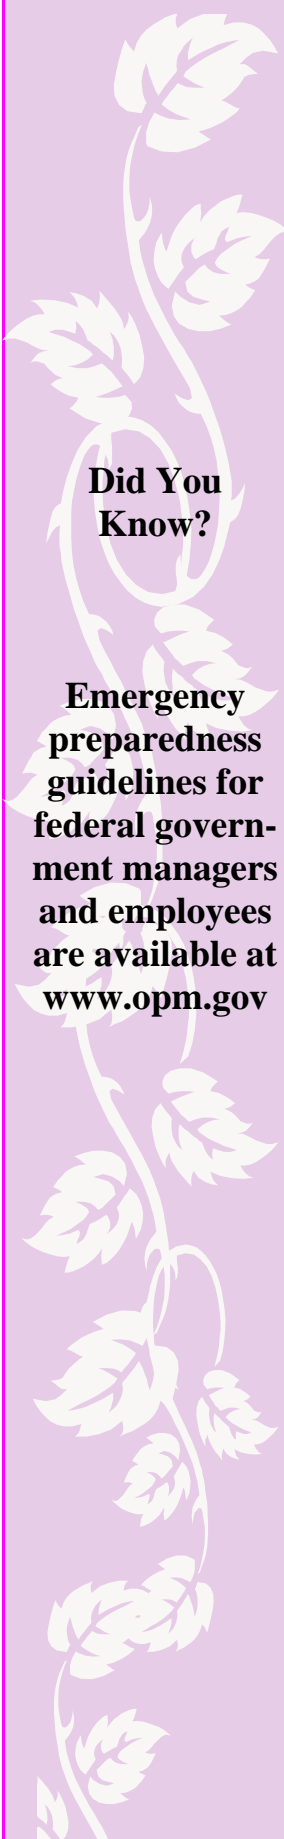 Did You
Know?
Emergency
preparedness
guidelines for
federal govern-
ment managers
and employees
are available at
www.opm.gov